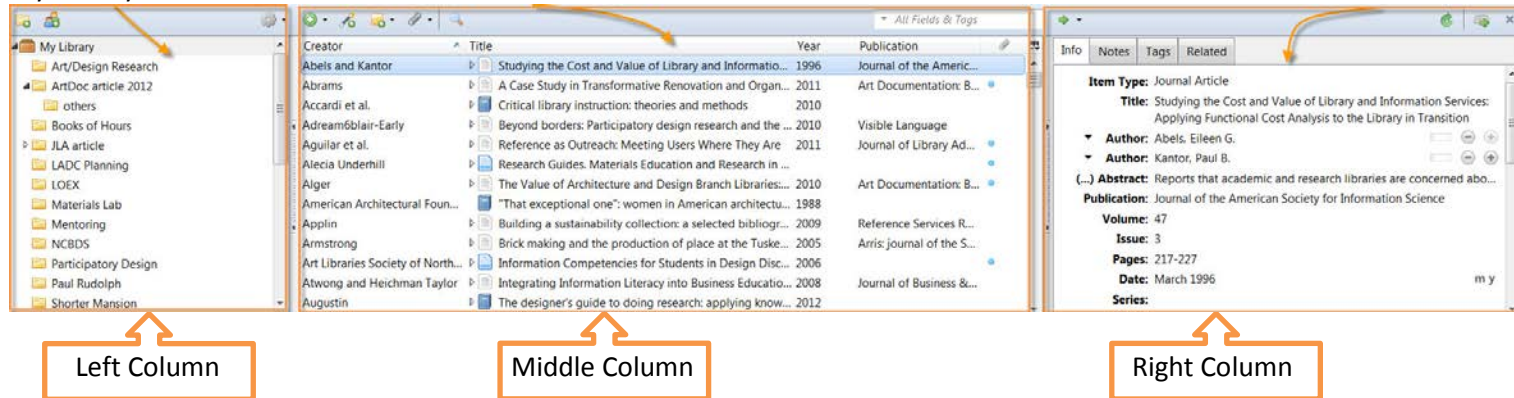 All Fields & Tags
My Library
Art/Design Research
ArtDoc article 2012
others
Books of Hours
JLA article
LADC Planning
LOEX
Materials Lab
Mentoring
NCBDS
Participatory Design
Paul Rudolph
Shorter Mansion
Creator Title Year Publication
Abels and Kantor Studying the Cost and Value of Library and Informatio... 1996 Journal of the Americ...
Abrams A Case Study in Transformative Renovation and Organ... 2011 Art Documentation: B...
Accardi et al. Critical library instruction: theories and methods 2010
Adream6blair-Early Beyond borders: Participatory design research and the ... 2010 Visible Language
Aguilar et al. Reference as Outreach: Meeting Users Where They Are 2011 Journal of Library Ad...
Alecia Underhill Research Guides. Materials Education and Research in ...
Alger The Value of Architecture and Design Branch Libraries:... 2010 Art Documentation: B...
American Architectural Foun... "That exceptional one": women in American architectu... 1988
Applin Building a sustainability collection: a selected bibliogr... 2009 Reference Services R...
Armstrong Brick making and the production of place at the Tuske... 2005 Arris: journal of the S...
Art Libraries Society of North... Information Competencies for Students in Design Disc... 2006
Atwong and Heichman Taylor Integrating Information Literacy into Business Educatio... 2008 Journal of Business &...
Augustin The designer's guide to doing research: applying know... 2012
Info Notes Tags Related
Item Type: Journal Article
Title: Studying the Cost and Value of Library and Information Services:
Applying Functional Cost Analysis to the Library in Transition
Author: Abels, Eileen G.
Author: Kantor, Paul B.
(...) Abstract: Reports that academic and research libraries are concerned abo...
Publication: Journal of the American Society for Information Science
Volume: 47
Issue: 3
Pages: 217-227
Date: March 1996 m y
Series:
Left Column
Middle Column
Right Column